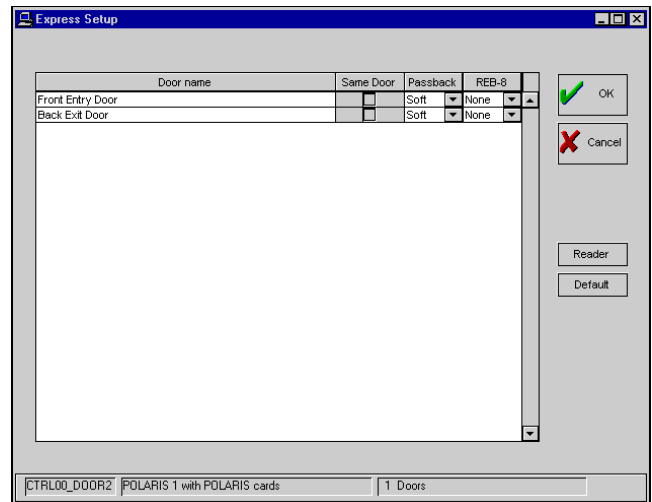 Express Setup
Door name Same Door Passback REB-8
Front Entry Door Soft None
Back Exit Door Soft None
OK
Cancel
Reader
Default
CTRL00_DOOR2 POLARIS 1 with POLARIS cards 1 Doors